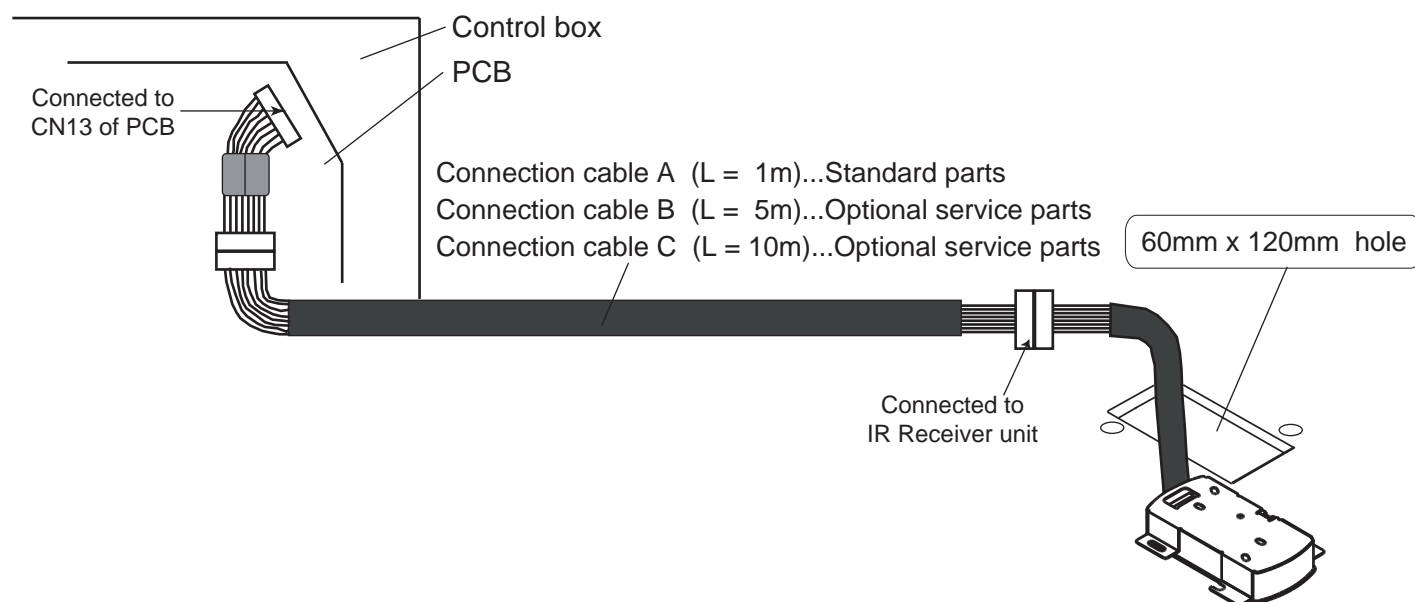 Control box
PCB
Connected to
CN13 of PCB
Connection cable A (L = 1m)...Standard parts
Connection cable B (L = 5m)...Optional service parts
Connection cable C (L = 10m)...Optional service parts
60mm x 120mm hole
Connected to
IR Receiver unit